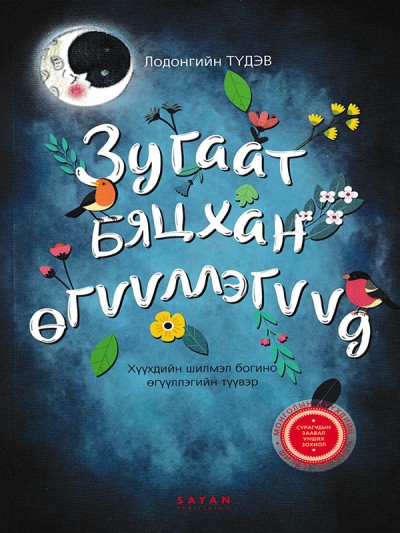 Лодонгийн ТҮДЭВ
Зугаат
бяцхан
өгүүллэгүүд
Хүүхдийн шилмэл богино
өгүүллэгийн түүвэр
СУРАГЧДЫН
ЗААВАЛ
УНШИХ
ЗОХИОЛ
SAYAN